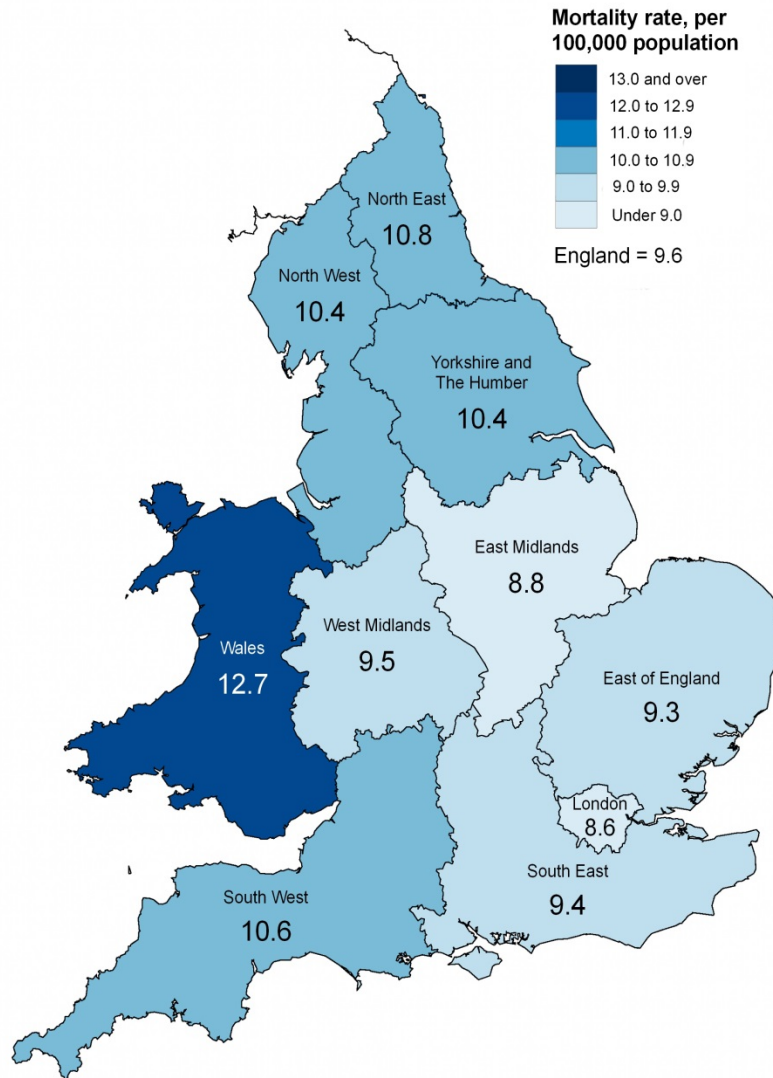 Mortality rate, per
100,000 population
13.0 and over
12.0 to 12.9
11.0 to 11.9
10.0 to 10.9
9.0 to 9.9
Under 9.0
England = 9.6
North East
10.8
North West
10.4
Yorkshire and
The Humber
10.4
East Midlands
8.8
West Midlands
9.5
Wales
12.7
East of England
9.3
London
8.6
South East
9.4
South West
10.6